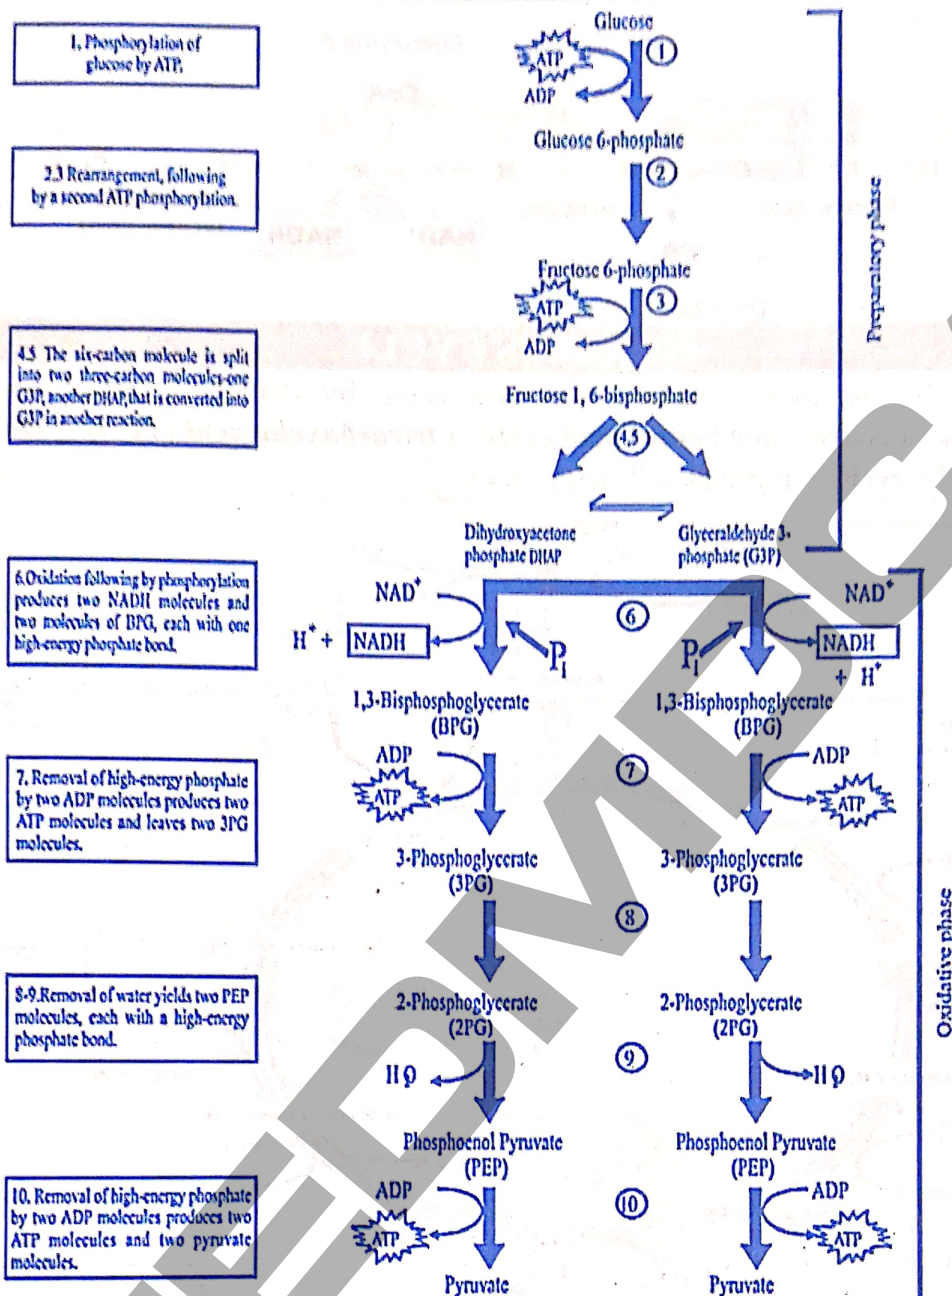 Glucose
1. Phosphorylation of
glucose by ATP.
ATP
1
ADP
Glucose 6-phosphate
2,3 Rearrangement, following
by a second ATP phosphorylation.
2
Fructose 6-phosphate
ATP
3
ADP
Preparatory phase
4,5 The six-carbon molecule is split
into two three-carbon molecules-one
G3P, another DHAP, that is converted into
G3P in another reaction.
Fructose 1, 6-bisphosphate
4,5
Dihydroxyacetone
phosphate DHAP
Glyceraldehyde 3-
phosphate (G3P)
6.Oxidation following by phosphorylation
produces two NADH molecules and
two molecules of BPG, each with one
high-energy phosphate bond.
NAD⁺
6
NAD⁺
H⁺ + NADH
Pi
Pi
NADH
+ H⁺
1,3-Bisphosphoglycerate
(BPG)
1,3-Bisphosphoglycerate
(BPG)
7. Removal of high-energy phosphate
by two ADP molecules produces two
ATP molecules and leaves two 3PG
molecules.
ADP
7
ADP
ATP
ATP
3-Phosphoglycerate
(3PG)
3-Phosphoglycerate
(3PG)
8
Oxidative phase
8-9.Removal of water yields two PEP
molecules, each with a high-energy
phosphate bond.
2-Phosphoglycerate
(2PG)
2-Phosphoglycerate
(2PG)
9
H₂O
H₂O
Phosphoenol Pyruvate
(PEP)
Phosphoenol Pyruvate
(PEP)
10. Removal of high-energy phosphate
by two ADP molecules produces two
ATP molecules and two pyruvate
molecules.
ADP
10
ADP
ATP
ATP
Pyruvate
Pyruvate
EDMDC